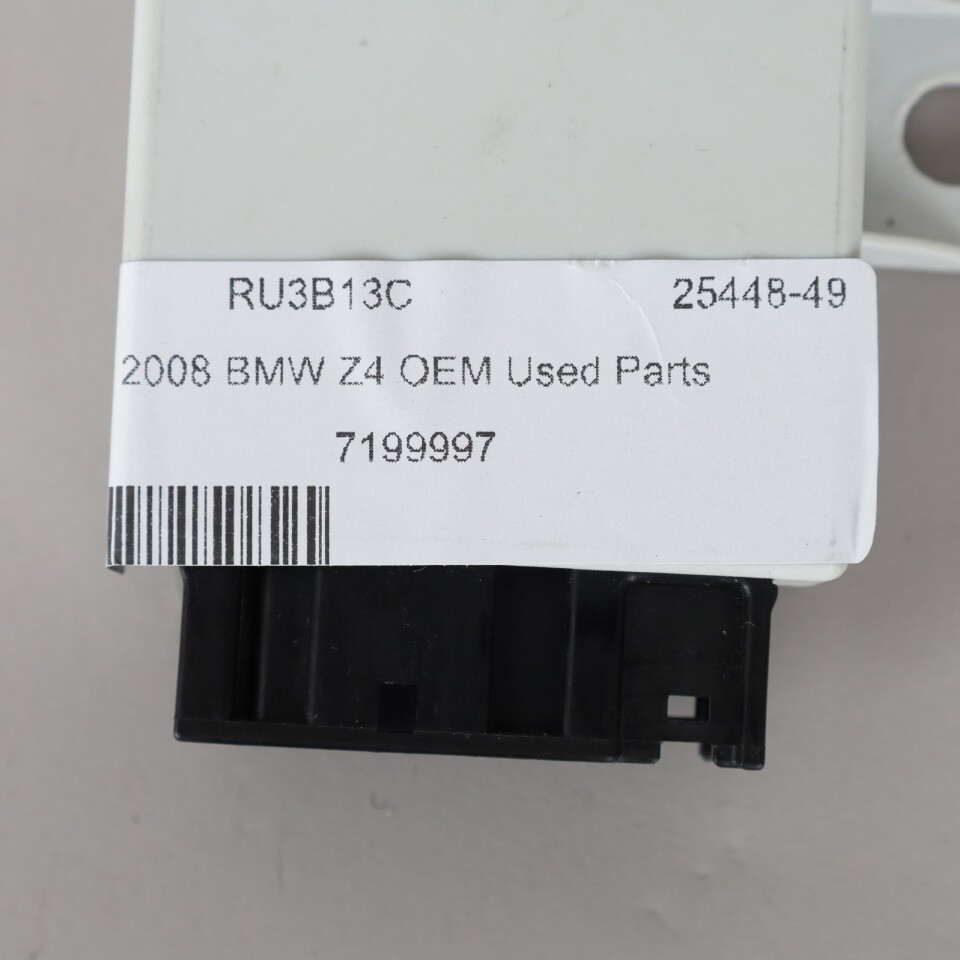 RU3B13C 25448-49
2008 BMW Z4 OEM Used Parts
7199997